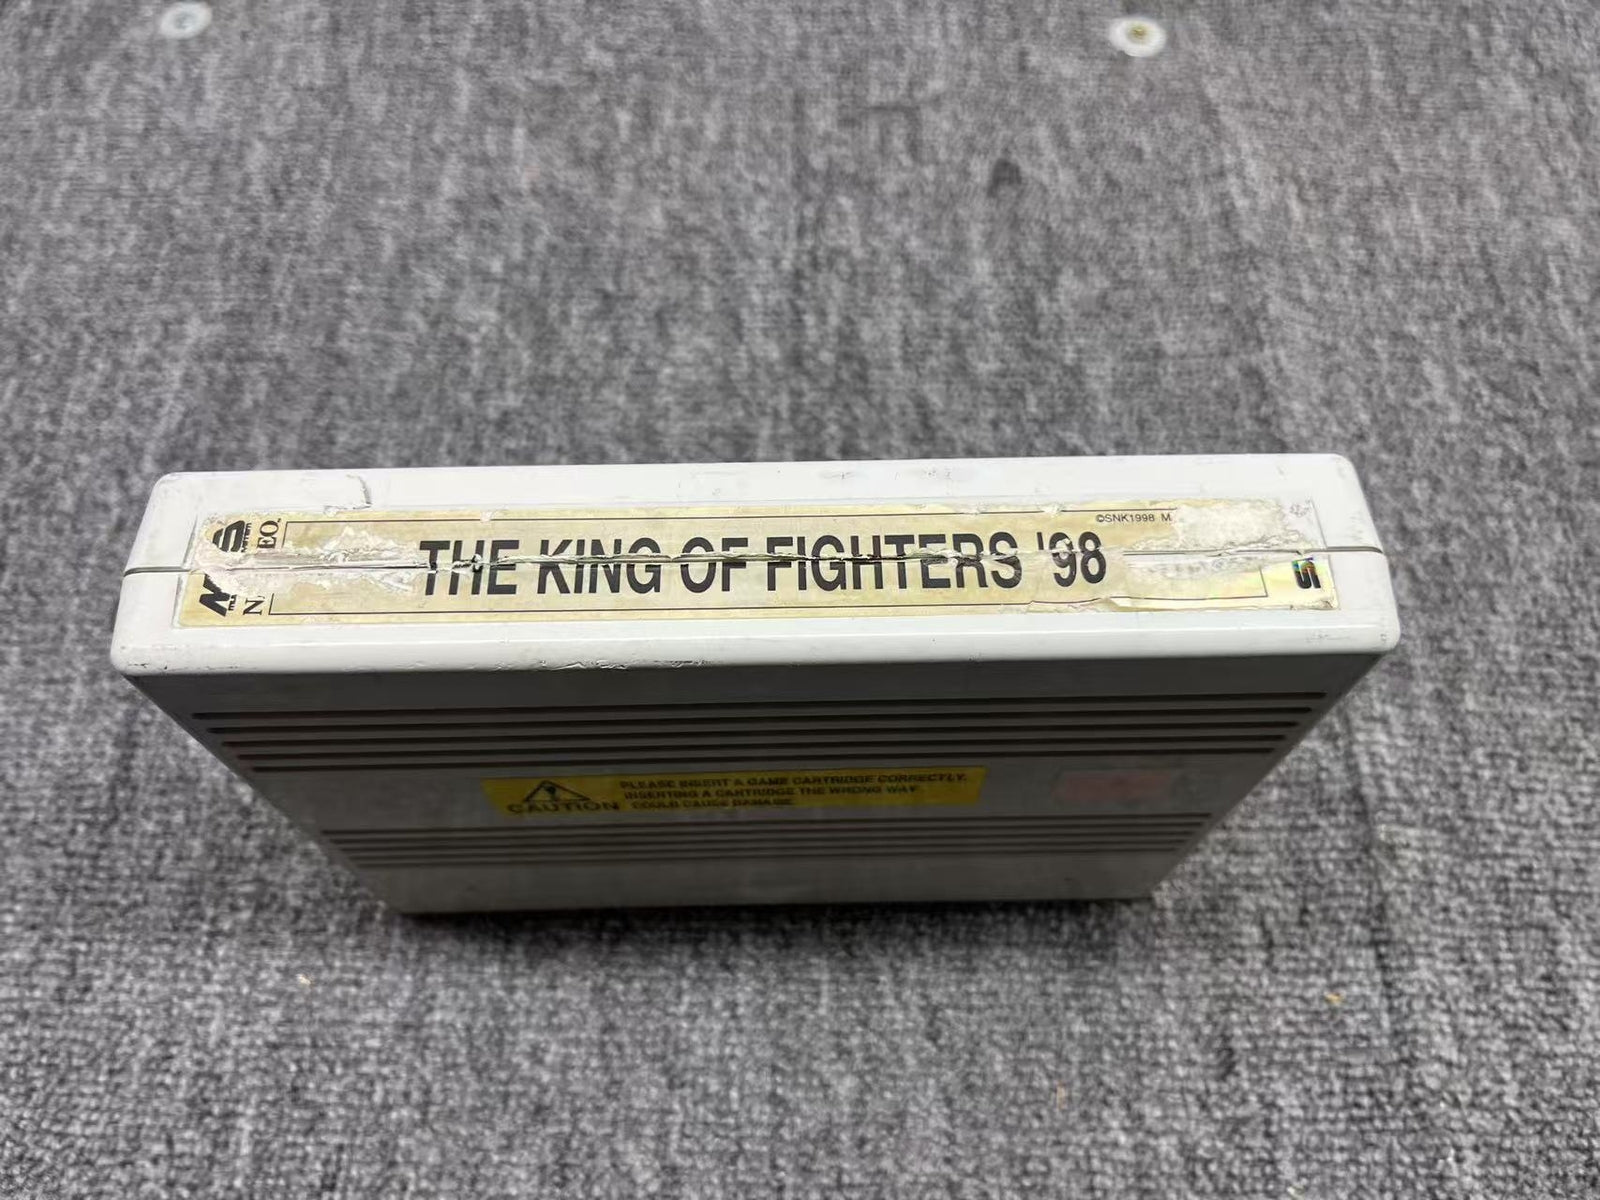 ©SNK1998 M
THE KING OF FIGHTERS '98
CAUTION
PLEASE INSERT A GAME CARTRIDGE CORRECTLY.
INSERTING A CARTRIDGE THE WRONG WAY
COULD CAUSE DAMAGE